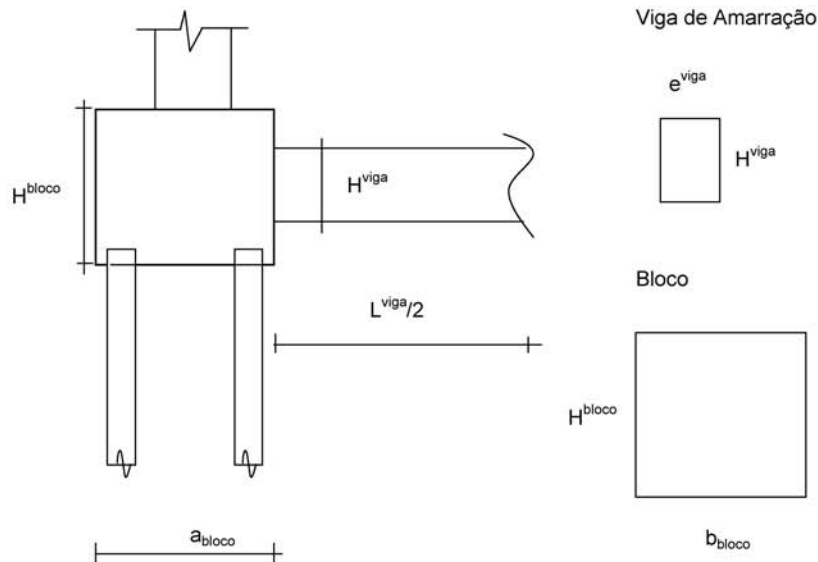 Viga de Amarração
e^viga
H^viga
H^bloco
H^viga
L^viga/2
Bloco
H^bloco
a_bloco
b_bloco